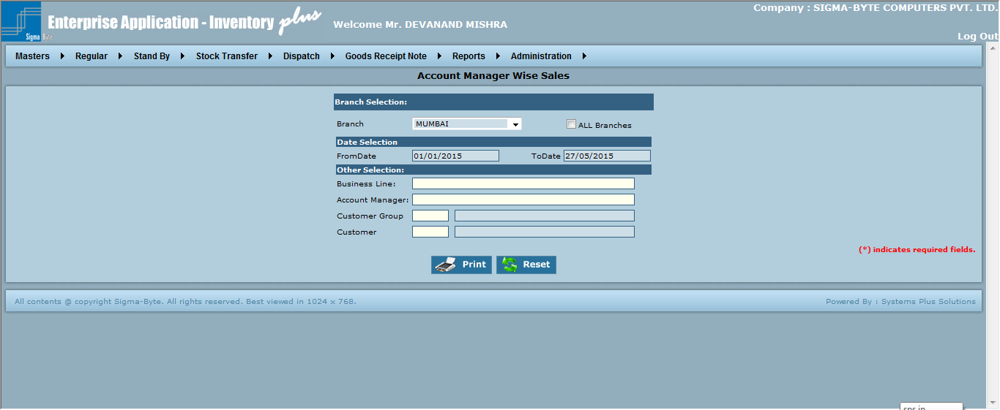 Company : SIGMA-BYTE COMPUTERS PVT. LTD.
Enterprise Application - Inventory plus
Welcome Mr. DEVANAND MISHRA
Sigma Byte
Log Out
Masters Regular Stand By Stock Transfer Dispatch Goods Receipt Note Reports Administration
Account Manager Wise Sales
Branch Selection:
Branch MUMBAI ALL Branches
Date Selection
FromDate 01/01/2015 ToDate 27/05/2015
Other Selection:
Business Line:
Account Manager:
Customer Group
Customer
(*) indicates required fields.
Print Reset
All contents @ copyright Sigma-Byte. All rights reserved. Best viewed in 1024 x 768. Powered By : Systems Plus Solutions